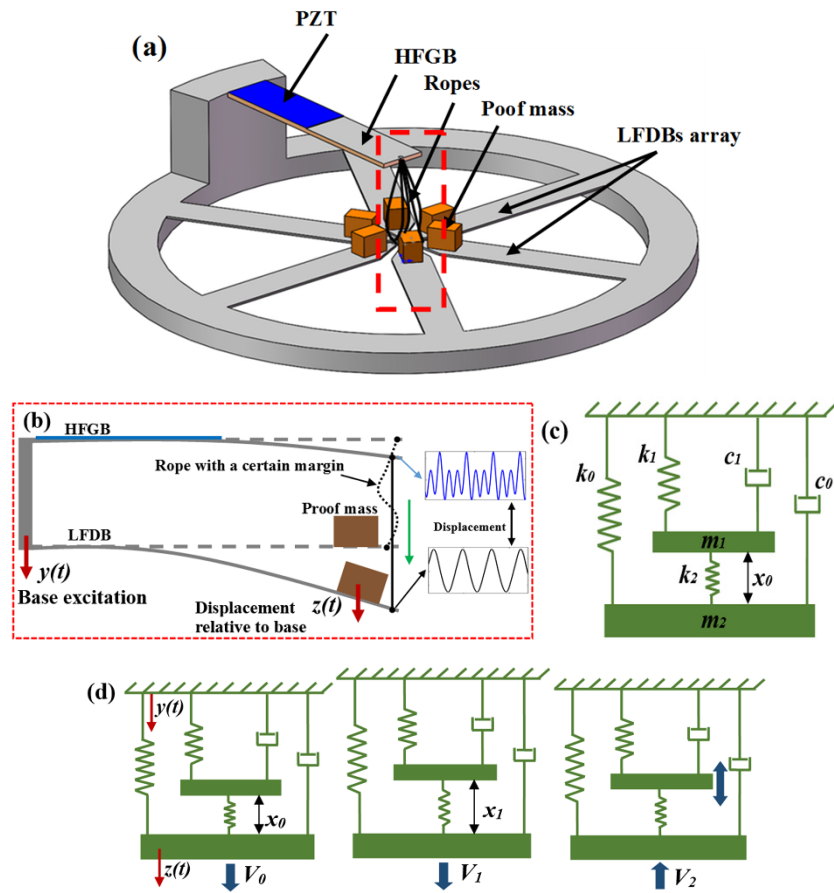 (a)
PZT
HFGB
Ropes
Poof mass
LFDBs array
(b)
HFGB
Rope with a certain margin
Proof mass
LFDB
y(t)
Base excitation
z(t)
Displacement
relative to base
Displacement
(c)
k0
k1
c1
c0
m1
k2
x0
m2
(d)
y(t)
x0
z(t)
V0
x1
V1
V2